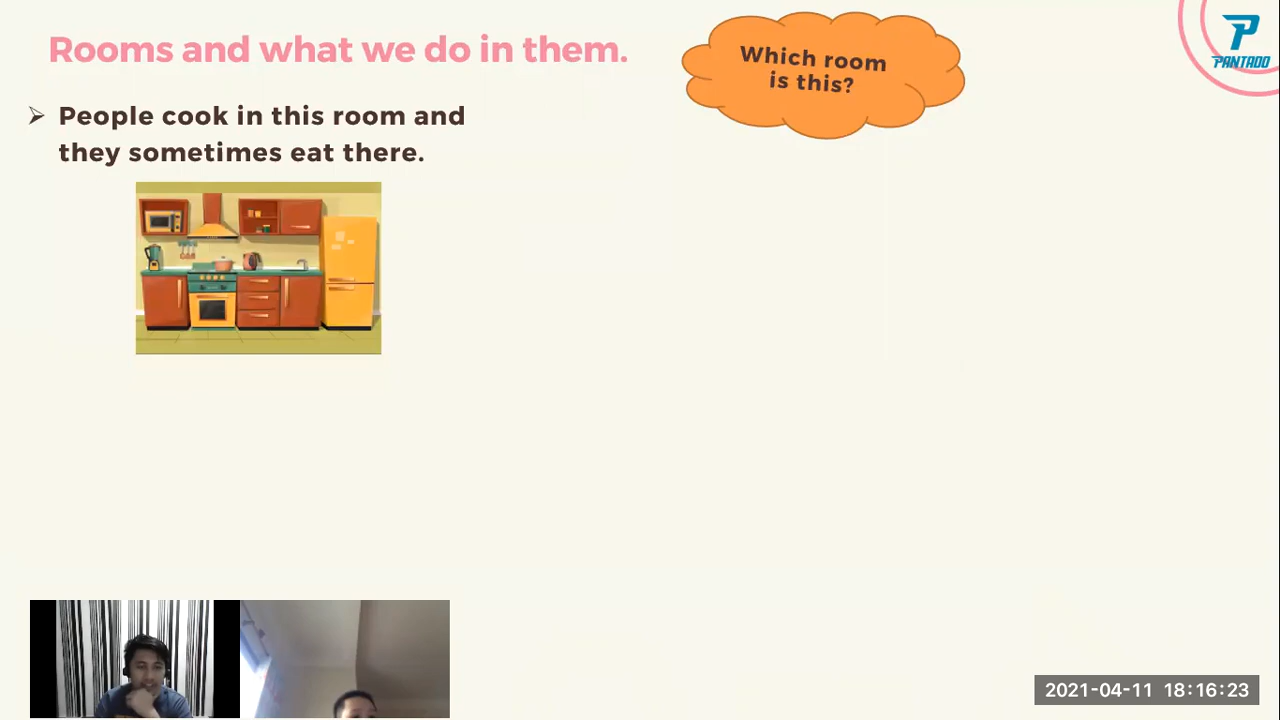 Rooms and what we do in them.
Which room
is this?
PANTADO
➢ People cook in this room and
they sometimes eat there.
2021-04-11 18:16:23